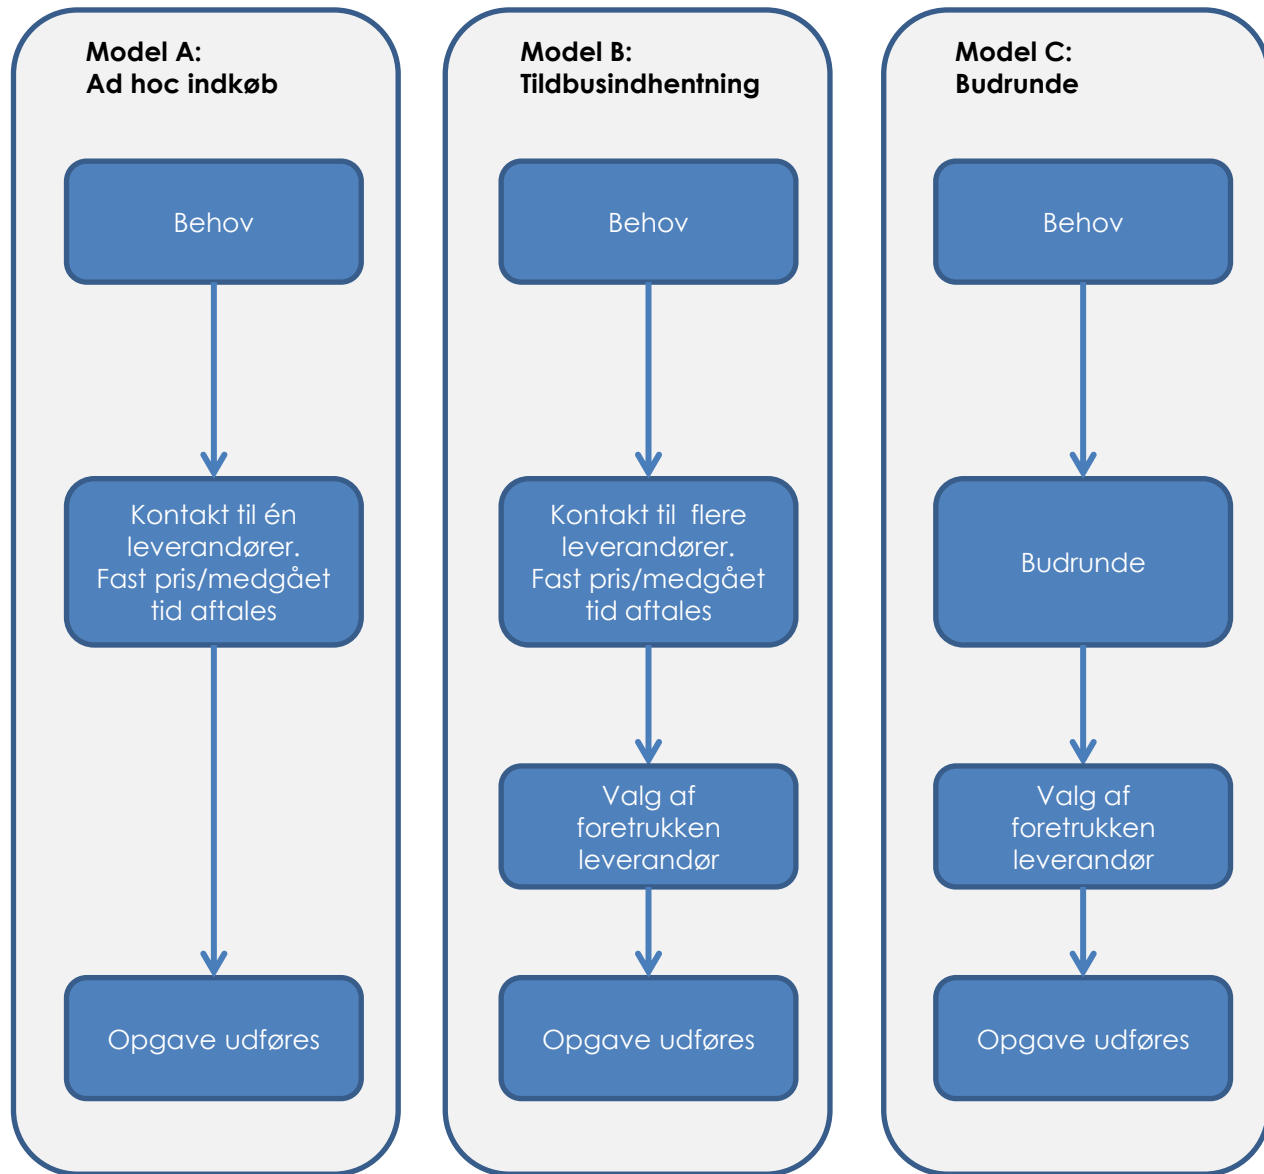 Model A:
Ad hoc indkøb
Behov
Kontakt til én
leverandører.
Fast pris/medgået
tid aftales
Opgave udføres
Model B:
Tildbusindhentning
Behov
Kontakt til  flere
leverandører.
Fast pris/medgået
tid aftales
Valg af
foretrukken
leverandør
Opgave udføres
Model C:
Budrunde
Behov
Budrunde
Valg af
foretrukken
leverandør
Opgave udføres